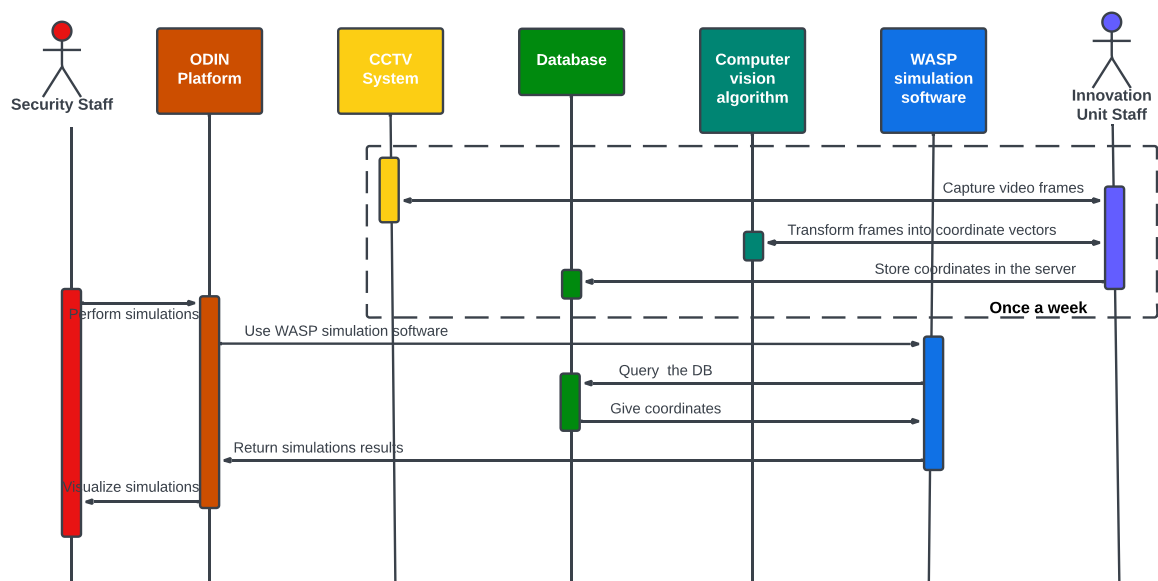 Security Staff
ODIN
Platform
CCTV
System
Database
Computer
vision
algorithm
WASP
simulation
software
Innovation
Unit Staff
Capture video frames
Transform frames into coordinate vectors
Store coordinates in the server
Once a week
Perform simulations
Use WASP simulation software
Query  the DB
Give coordinates
Return simulations results
Visualize simulations